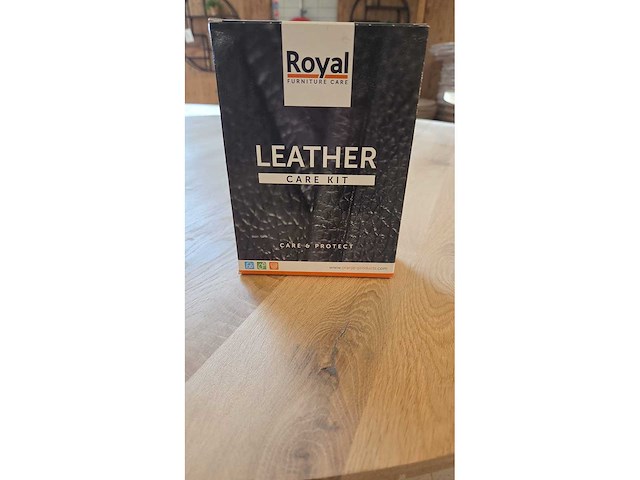 Royal
FURNITURE CARE
LEATHER
CARE KIT
CARE & PROTECT